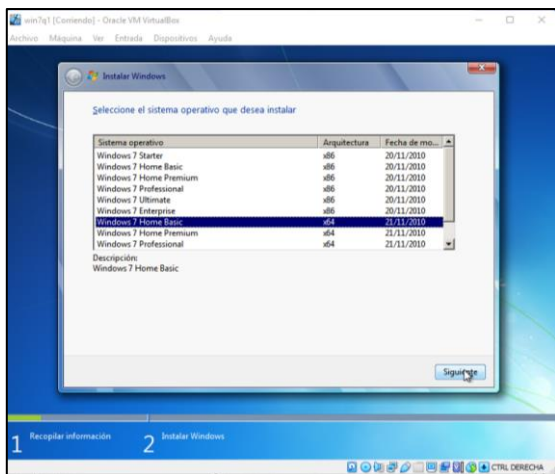 win7q1 [Corriendo] - Oracle VM VirtualBox
Archivo Máquina Ver Entrada Dispositivos Ayuda
Instalar Windows
Seleccione el sistema operativo que desea instalar
Sistema operativo Arquitectura Fecha de mo...
Windows 7 Starter x86 20/11/2010
Windows 7 Home Basic x86 20/11/2010
Windows 7 Home Premium x86 20/11/2010
Windows 7 Professional x86 20/11/2010
Windows 7 Ultimate x86 20/11/2010
Windows 7 Enterprise x86 20/11/2010
Windows 7 Home Basic x64 21/11/2010
Windows 7 Home Premium x64 21/11/2010
Windows 7 Professional x64 21/11/2010
Descripción:
Windows 7 Home Basic
Siguiente
1 Recopilar información 2 Instalar Windows
CTRL DERECHA